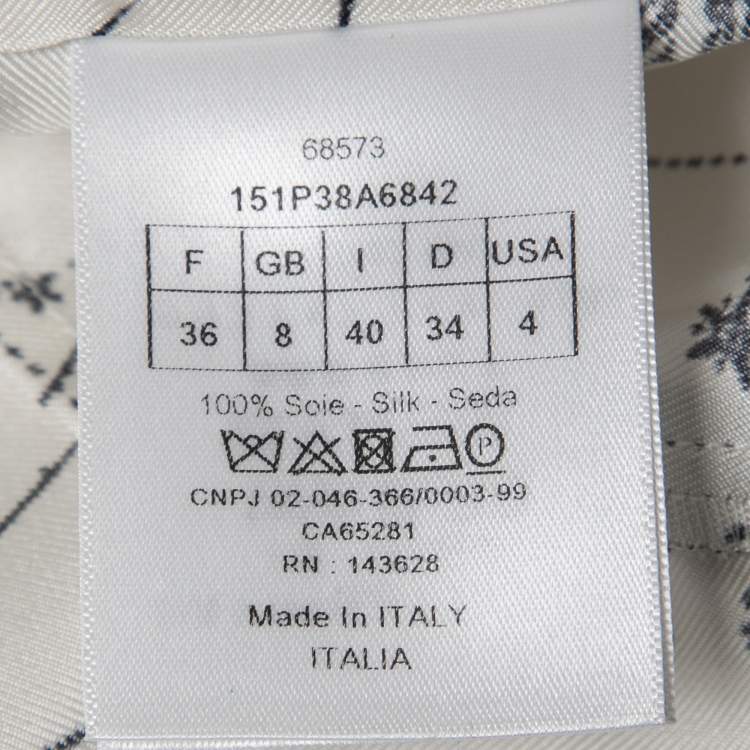 68573
151P38A6842
F GB I D USA
36 8 40 34 4
100% Soie - Silk - Seda
P
CNPJ 02-046-366/0003-99
CA65281
RN : 143628
Made In ITALY
ITALIA